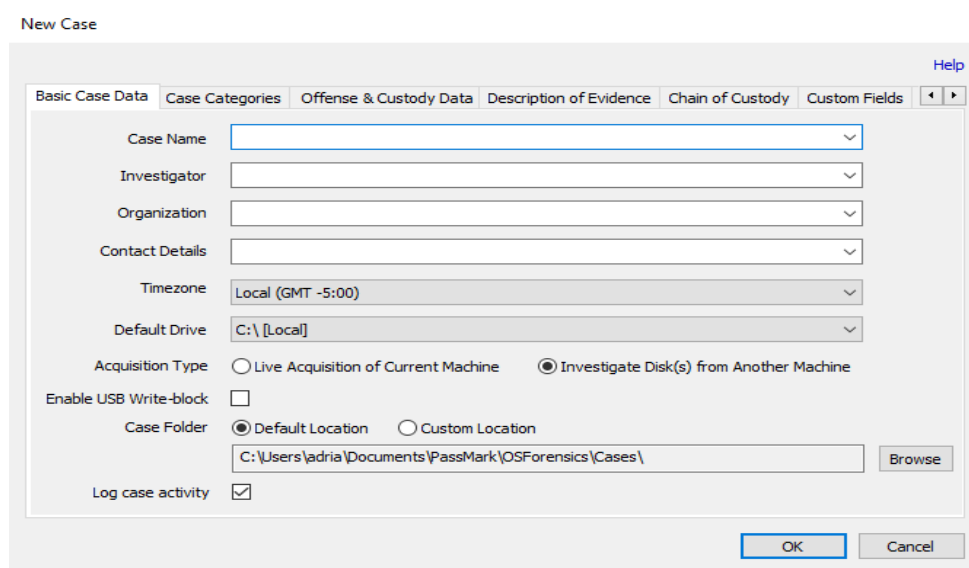 New Case
Help
Basic Case Data Case Categories Offense & Custody Data Description of Evidence Chain of Custody Custom Fields
Case Name
Investigator
Organization
Contact Details
Timezone Local (GMT -5:00)
Default Drive C:\ [Local]
Acquisition Type Live Acquisition of Current Machine Investigate Disk(s) from Another Machine
Enable USB Write-block
Case Folder Default Location Custom Location
C:\Users\adria\Documents\PassMark\OSForensics\Cases\ Browse
Log case activity
OK Cancel